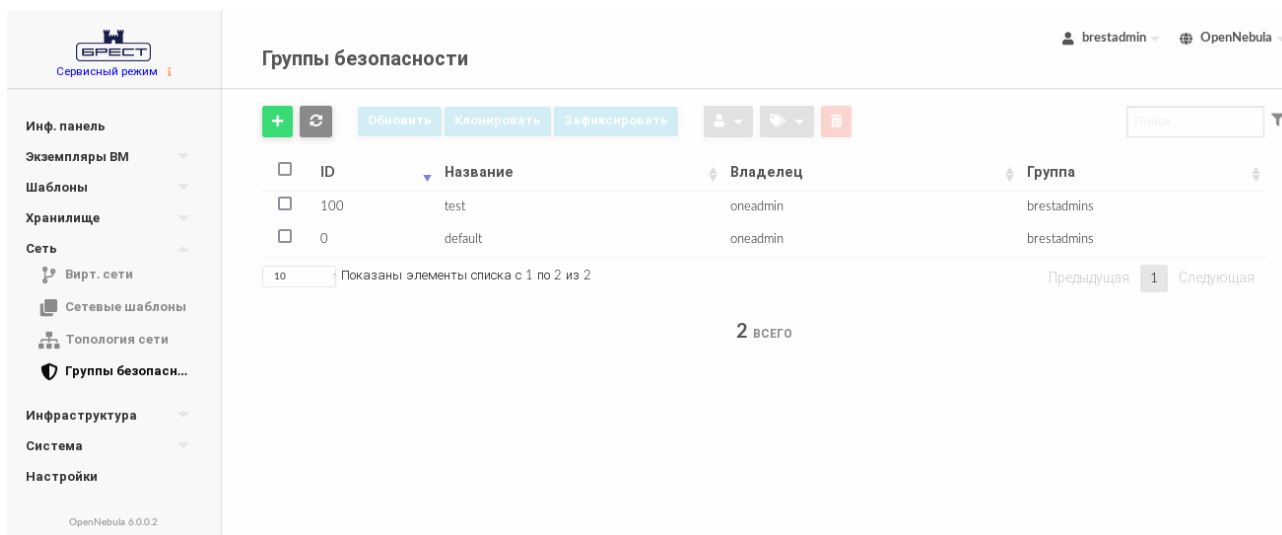 БРЕСТ
Сервисный режим
Группы безопасности
brestadmin
OpenNebula
Инф. панель
Экземпляры ВМ
Шаблоны
Хранилище
Сеть
Вирт. сети
Сетевые шаблоны
Топология сети
Группы безопасн...
Инфраструктура
Система
Настройки
OpenNebula 6.0.0.2
Обновить Клонировать Зафиксировать
Поиск
ID Название Владелец Группа
100 test oneadmin brestadmins
0 default oneadmin brestadmins
10 Показаны элементы списка с 1 по 2 из 2
Предыдущая 1 Следующая
2 ВСЕГО